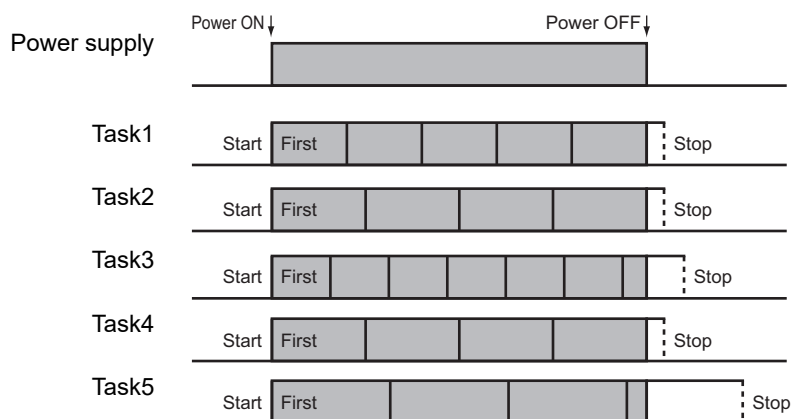 Power ON Power OFF
Power supply
Task1
Start First Stop
Task2
Start First Stop
Task3
Start First Stop
Task4
Start First Stop
Task5
Start First Stop